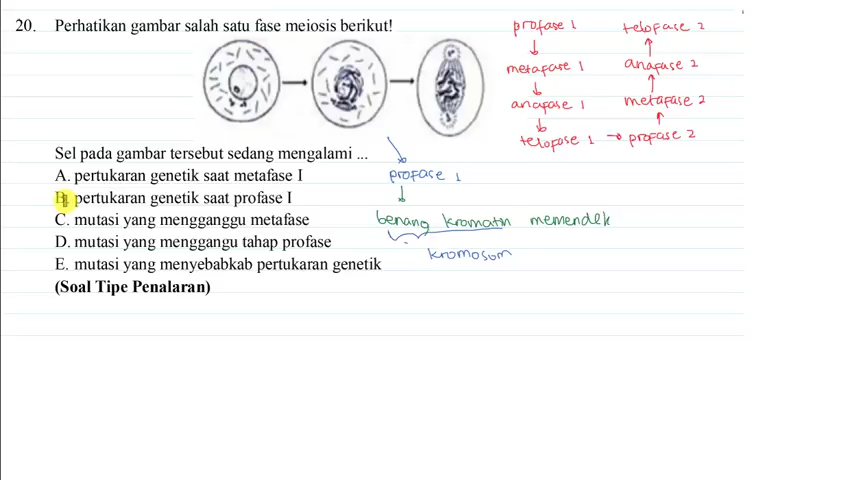 20. Perhatikan gambar salah satu fase meiosis berikut!
Sel pada gambar tersebut sedang mengalami ...
A. pertukaran genetik saat metafase I
B. pertukaran genetik saat profase I
C. mutasi yang mengganggu metafase
D. mutasi yang menggangu tahap profase
E. mutasi yang menyebabkab pertukaran genetik
(Soal Tipe Penalaran)
profase 1
metafase 1
anafase 1
telofase 1 → profase 2
metafase 2
anafase 2
telofase 2
profase 1
benang kromatin memendek
kromosom